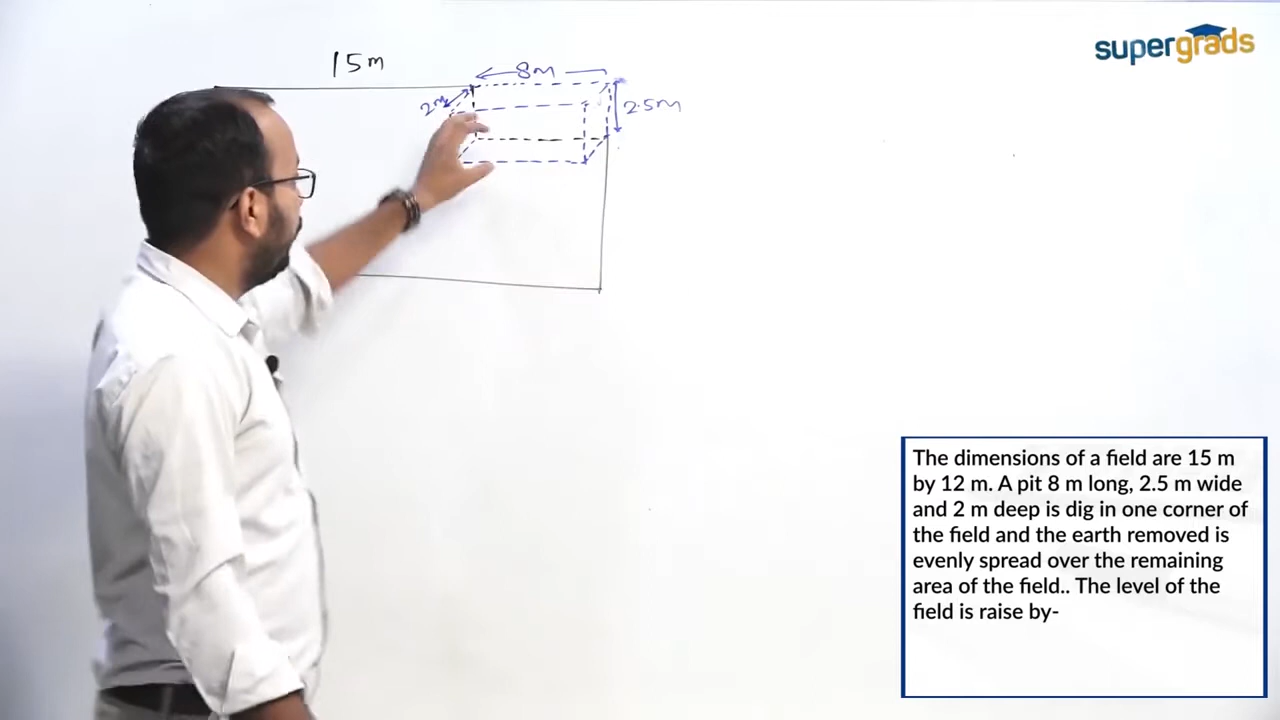 supergrads
15m
8m
2m
2.5m
The dimensions of a field are 15 m
by 12 m. A pit 8 m long, 2.5 m wide
and 2 m deep is dig in one corner of
the field and the earth removed is
evenly spread over the remaining
area of the field.. The level of the
field is raise by-